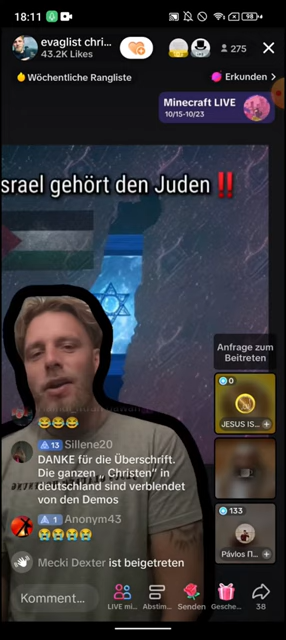 18:11
98
evaglist chri...
43.2K Likes
275
Wöchentliche Rangliste
Erkunden >
Minecraft LIVE
10/15-10/23
srael gehört den Juden ‼️
Anfrage zum
Beitreten
0
JESUS IS...
😂😂😂
13 Sillene20
DANKE für die Überschrift.
Die ganzen ,, Christen" in
deutschland sind verblendet
von den Demos
1 Anonym43
😭😭😭😭
133
Pávlos Π...
Mecki Dexter ist beigetreten
Komment...
LIVE mi...
Abstim...
Senden
Gesche...
38